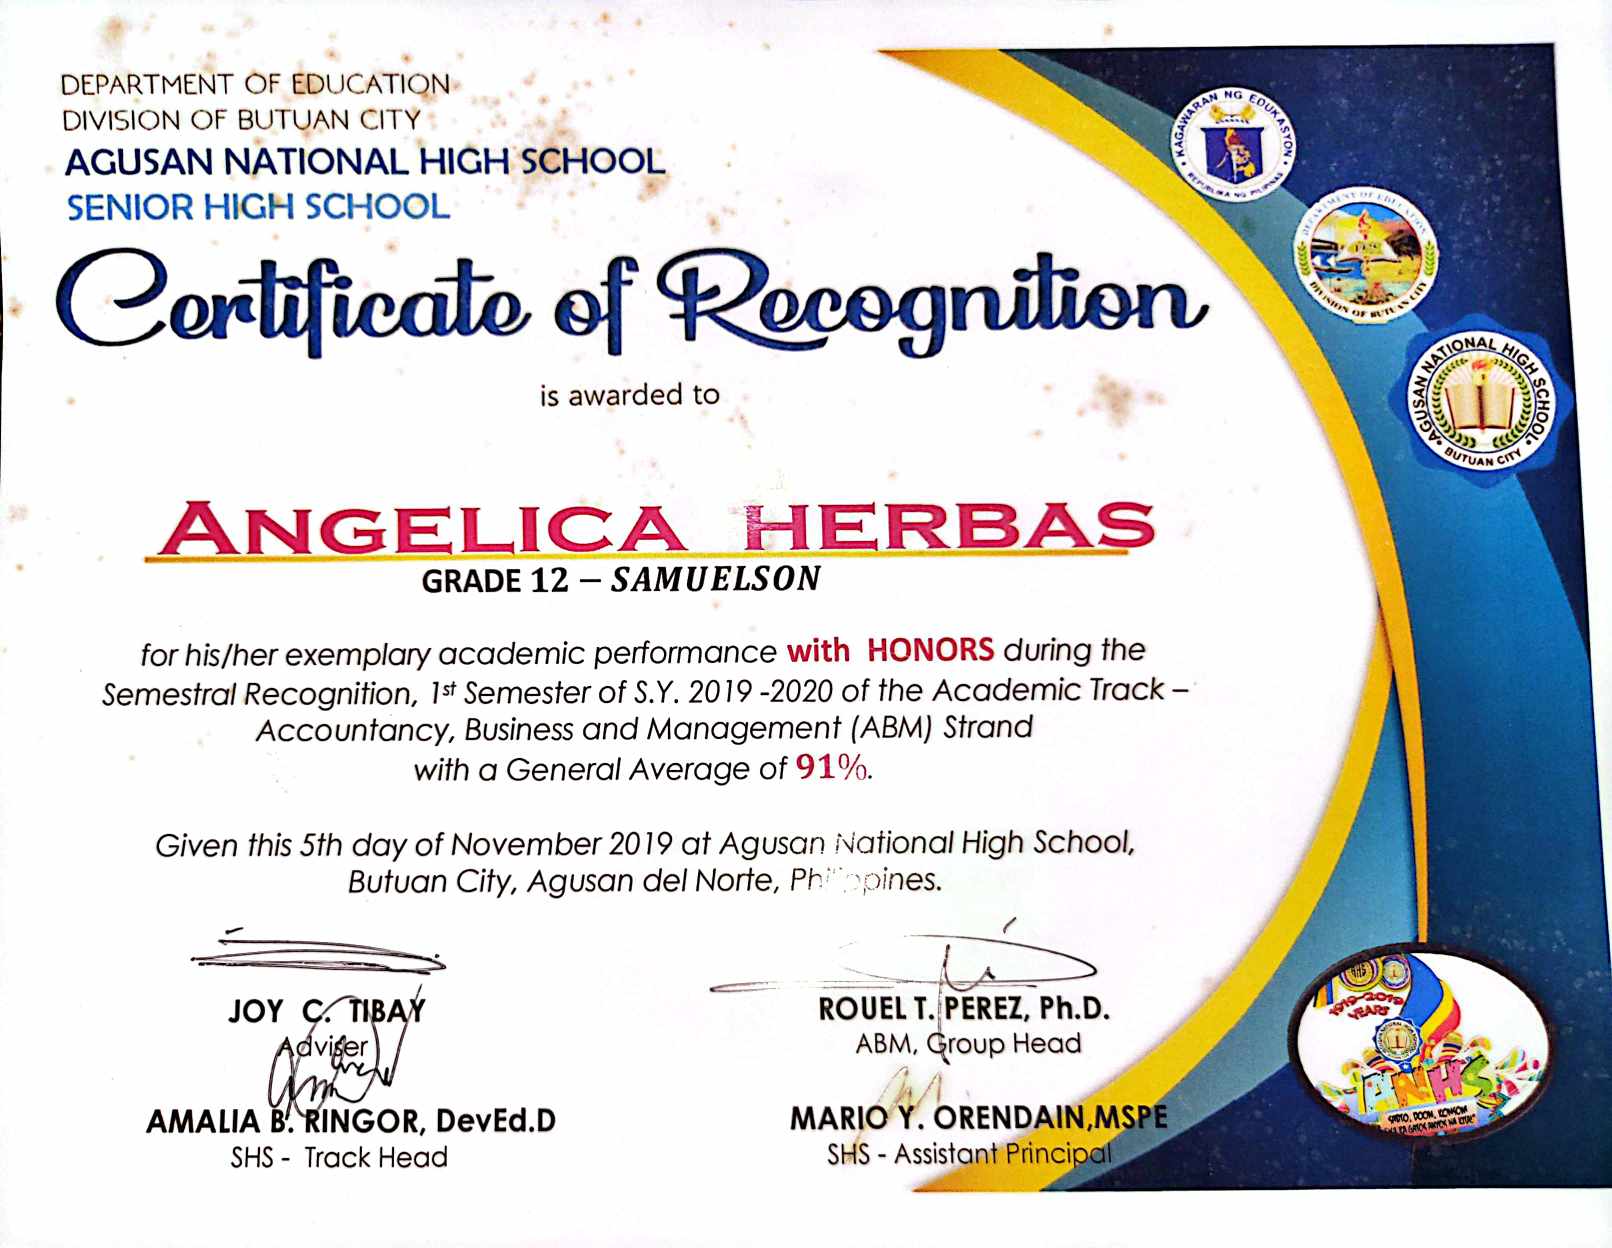 DEPARTMENT OF EDUCATION
DIVISION OF BUTUAN CITY
AGUSAN NATIONAL HIGH SCHOOL
SENIOR HIGH SCHOOL
Certificate of Recognition
is awarded to
ANGELICA HERBAS
GRADE 12 – SAMUELSON
for his/her exemplary academic performance with HONORS during the
Semestral Recognition, 1st Semester of S.Y. 2019 -2020 of the Academic Track –
Accountancy, Business and Management (ABM) Strand
with a General Average of 91%.
Given this 5th day of November 2019 at Agusan National High School,
Butuan City, Agusan del Norte, Philippines.
JOY C. TIBAY
Adviser
ROUEL T. PEREZ, Ph.D.
ABM, Group Head
AMALIA B. RINGOR, DevEd.D
SHS - Track Head
MARIO Y. ORENDAIN,MSPE
SHS - Assistant Principal
KAGAWARAN NG EDUKASYON
REPUBLIKA NG PILIPINAS
DEPARTMENT OF EDUCATION
DIVISION OF BUTUAN CITY
AGUSAN NATIONAL HIGH SCHOOL
BUTUAN CITY
1919-2019
YEARS
ANHS